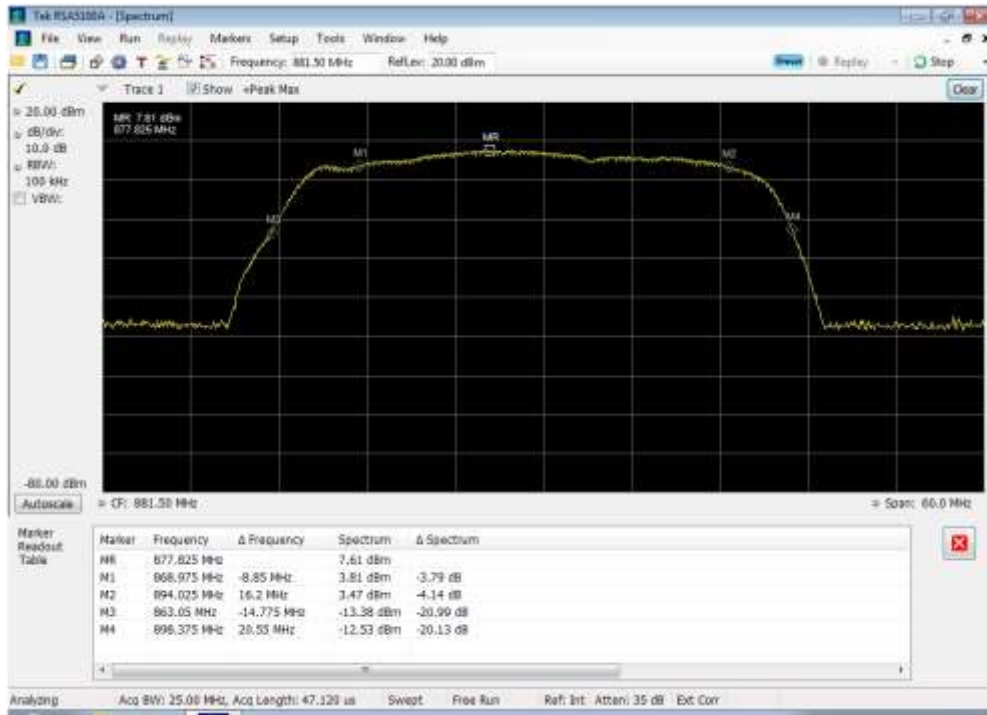 Tek RSA5100A - [Spectrum]
File View Run Replay Markers Setup Tools Window Help
Frequency: 881.50 MHz RefLev: 20.00 dBm Preset Replay Stop
Trace 1 Show +Peak Max Clear
20.00 dBm
dB/div:
10.0 dB
RBW:
100 kHz
VBW:
MR: 7.61 dBm
877.825 MHz
MR
M1
M2
M3
M4
-80.00 dBm
Autoscale CF: 881.50 MHz Span: 60.0 MHz
Marker
Readout
Table
Marker Frequency Δ Frequency Spectrum Δ Spectrum
MR 877.825 MHz 7.61 dBm
M1 868.975 MHz -8.85 MHz 3.81 dBm -3.79 dB
M2 894.025 MHz 16.2 MHz 3.47 dBm -4.14 dB
M3 863.05 MHz -14.775 MHz -13.38 dBm -20.99 dB
M4 898.375 MHz 20.55 MHz -12.53 dBm -20.13 dB
Analyzing Acq BW: 25.00 MHz, Acq Length: 47.120 us Swept Free Run Ref: Int Atten: 35 dB Ext Corr